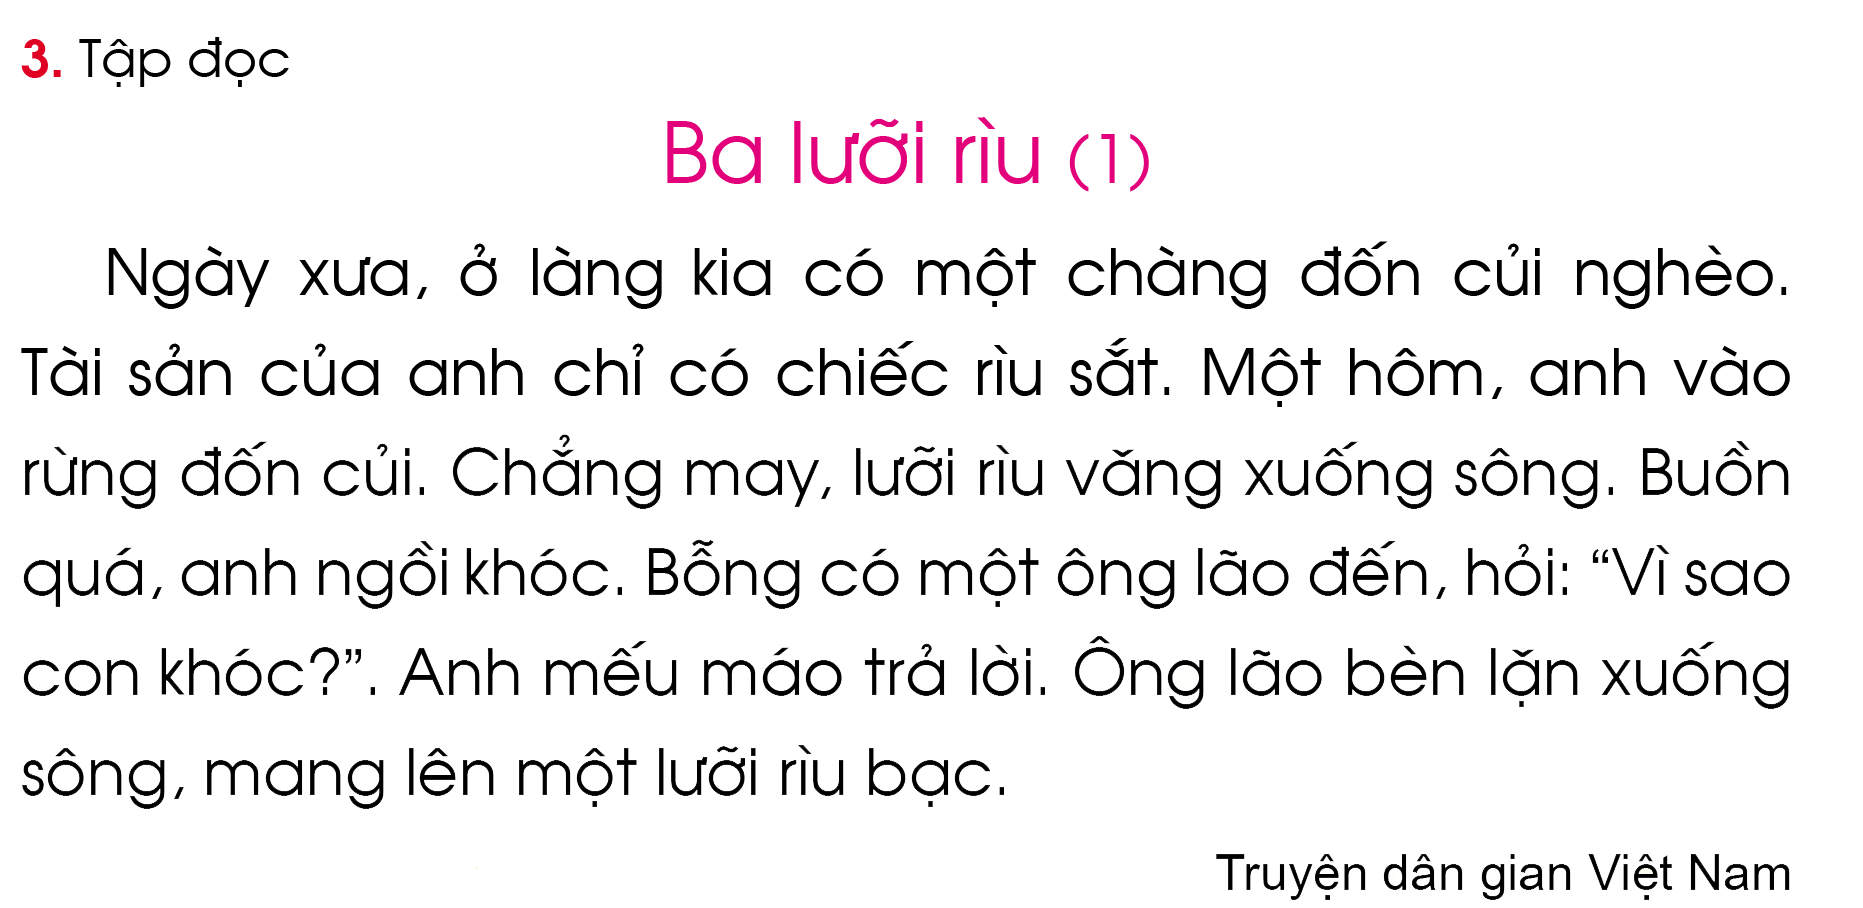 3. Tập đọc
Ba lưỡi rìu (1)
Ngày xưa, ở làng kia có một chàng đốn củi nghèo.
Tài sản của anh chỉ có chiếc rìu sắt. Một hôm, anh vào
rừng đốn củi. Chẳng may, lưỡi rìu văng xuống sông. Buồn
quá, anh ngồi khóc. Bỗng có một ông lão đến, hỏi: “Vì sao
con khóc?”. Anh mếu máo trả lời. Ông lão bèn lặn xuống
sông, mang lên một lưỡi rìu bạc.
Truyện dân gian Việt Nam